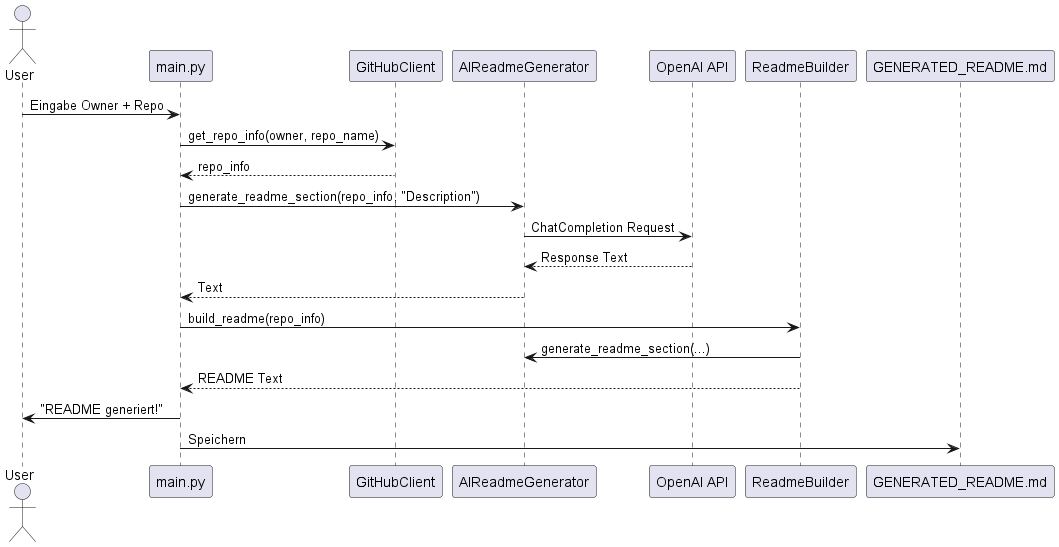 User
main.py
GitHubClient
AIReadmeGenerator
OpenAI API
ReadmeBuilder
GENERATED_README.md
Eingabe Owner + Repo
get_repo_info(owner, repo_name)
repo_info
generate_readme_section(repo_info, "Description")
ChatCompletion Request
Response Text
Text
build_readme(repo_info)
generate_readme_section(...)
README Text
"README generiert!"
Speichern
User
main.py
GitHubClient
AIReadmeGenerator
OpenAI API
ReadmeBuilder
GENERATED_README.md